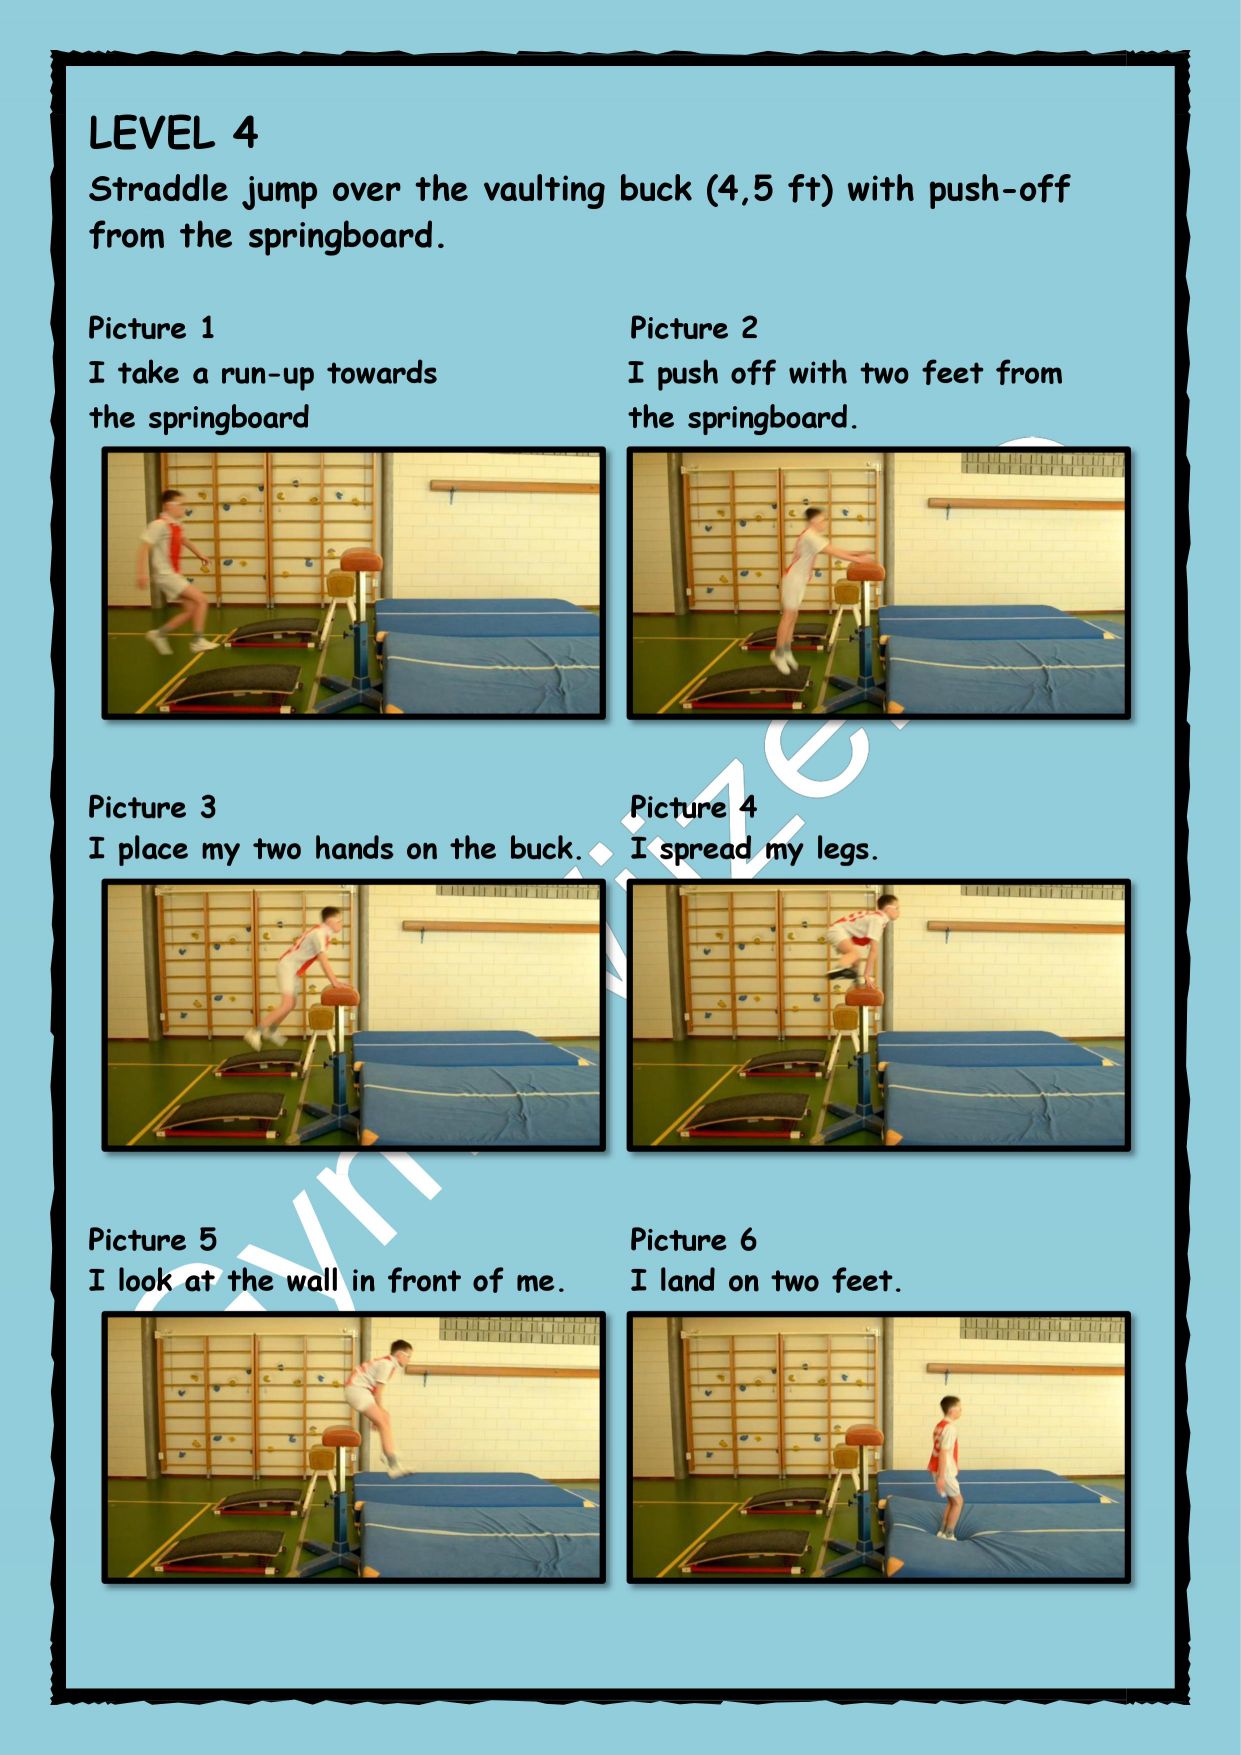 LEVEL 4
Straddle jump over the vaulting buck (4,5 ft) with push-off
from the springboard.
Picture 1
I take a run-up towards
the springboard
Picture 2
I push off with two feet from
the springboard.
Picture 3
I place my two hands on the buck.
Picture 4
I spread my legs.
Picture 5
I look at the wall in front of me.
Picture 6
I land on two feet.